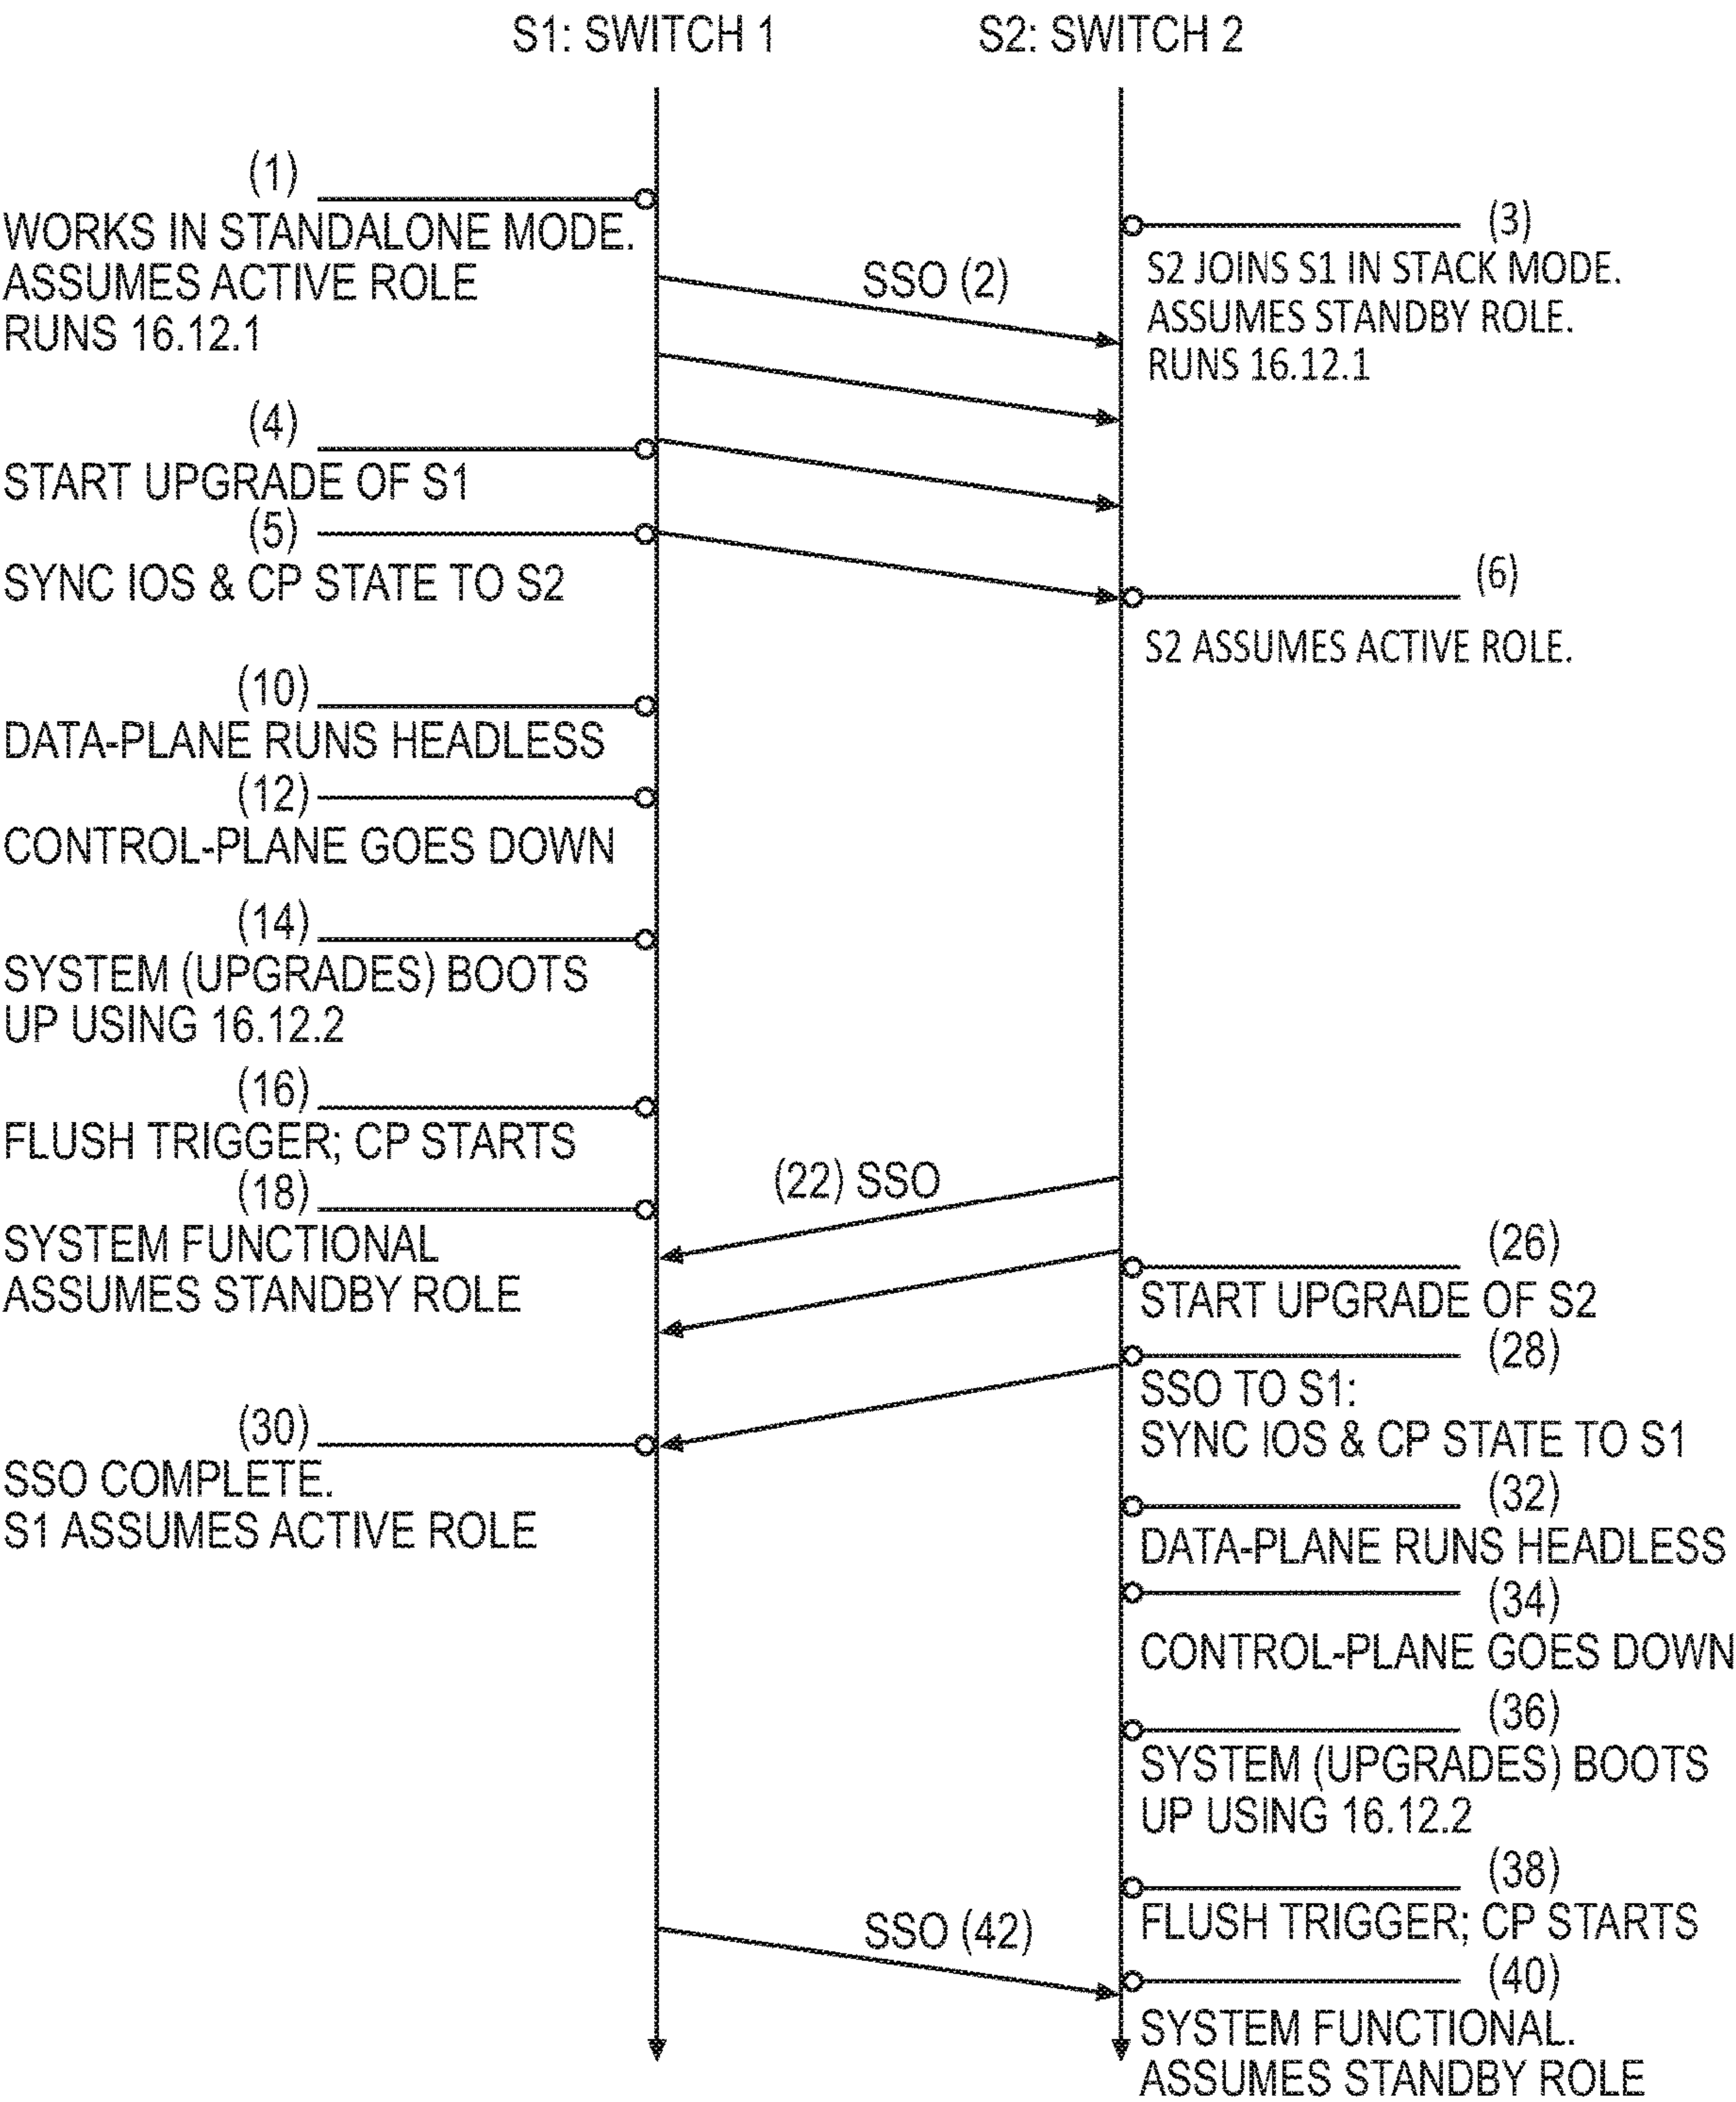 S1: SWITCH 1
S2: SWITCH 2
(1)
WORKS IN STANDALONE MODE.
ASSUMES ACTIVE ROLE
RUNS 16.12.1
SSO (2)
(3)
S2 JOINS S1 IN STACK MODE.
ASSUMES STANDBY ROLE.
RUNS 16.12.1
(4)
START UPGRADE OF S1
(5)
SYNC IOS & CP STATE TO S2
(6)
S2 ASSUMES ACTIVE ROLE.
(10)
DATA-PLANE RUNS HEADLESS
(12)
CONTROL-PLANE GOES DOWN
(14)
SYSTEM (UPGRADES) BOOTS
UP USING 16.12.2
(16)
FLUSH TRIGGER; CP STARTS
(18)
SYSTEM FUNCTIONAL
ASSUMES STANDBY ROLE
(22) SSO
(26)
START UPGRADE OF S2
(28)
SSO TO S1:
SYNC IOS & CP STATE TO S1
(30)
SSO COMPLETE.
S1 ASSUMES ACTIVE ROLE
(32)
DATA-PLANE RUNS HEADLESS
(34)
CONTROL-PLANE GOES DOWN
(36)
SYSTEM (UPGRADES) BOOTS
UP USING 16.12.2
(38)
FLUSH TRIGGER; CP STARTS
SSO (42)
(40)
SYSTEM FUNCTIONAL.
ASSUMES STANDBY ROLE